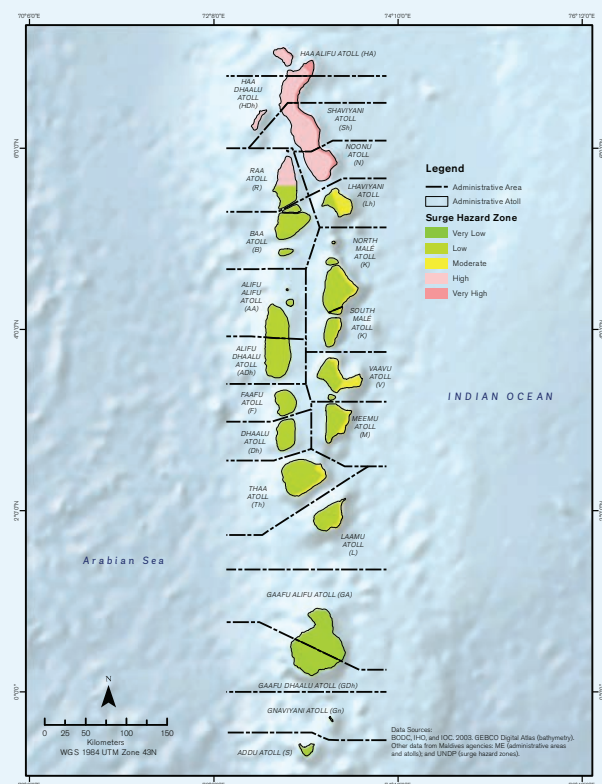 70°0'0
72°0'0
74°10'0
76°12'0
HAA ALIFU ATOLL (HA)
HAA
DHAALU
ATOLL
(HDh)
SHAVIYANI
ATOLL
(Sh)
NOONU
ATOLL
(N)
RAA
ATOLL
(R)
LHAVIYANI
ATOLL
(Lh)
BAA
ATOLL
(B)
NORTH
MALÉ
ATOLL
(K)
ALIFU
ALIFU
ATOLL
(AA)
SOUTH
MALÉ
ATOLL
(K)
ALIFU
DHAALU
ATOLL
(ADh)
VAAVU
ATOLL
(V)
FAAFU
ATOLL
(F)
MEEMU
ATOLL
(M)
DHAALU
ATOLL
(Dh)
THAA
ATOLL
(Th)
LAAMU
ATOLL
(L)
GAAFU ALIFU ATOLL (GA)
GAAFU DHAALU ATOLL (GDh)
GNAVIYANI ATOLL (Gn)
ADDU ATOLL (S)
Legend
Administrative Area
Administrative Atoll
Surge Hazard Zone
Very Low
Low
Moderate
High
Very High
INDIAN OCEAN
Arabian Sea
N
0 25 50 100 150
Kilometers
WGS 1984 UTM Zone 43N
Data Sources:
BODC, IHO, and IOC. 2003. GEBCO Digital Atlas (bathymetry).
Other data from Maldives agencies: ME (administrative areas
and atolls); and UNDP (surge hazard zones).